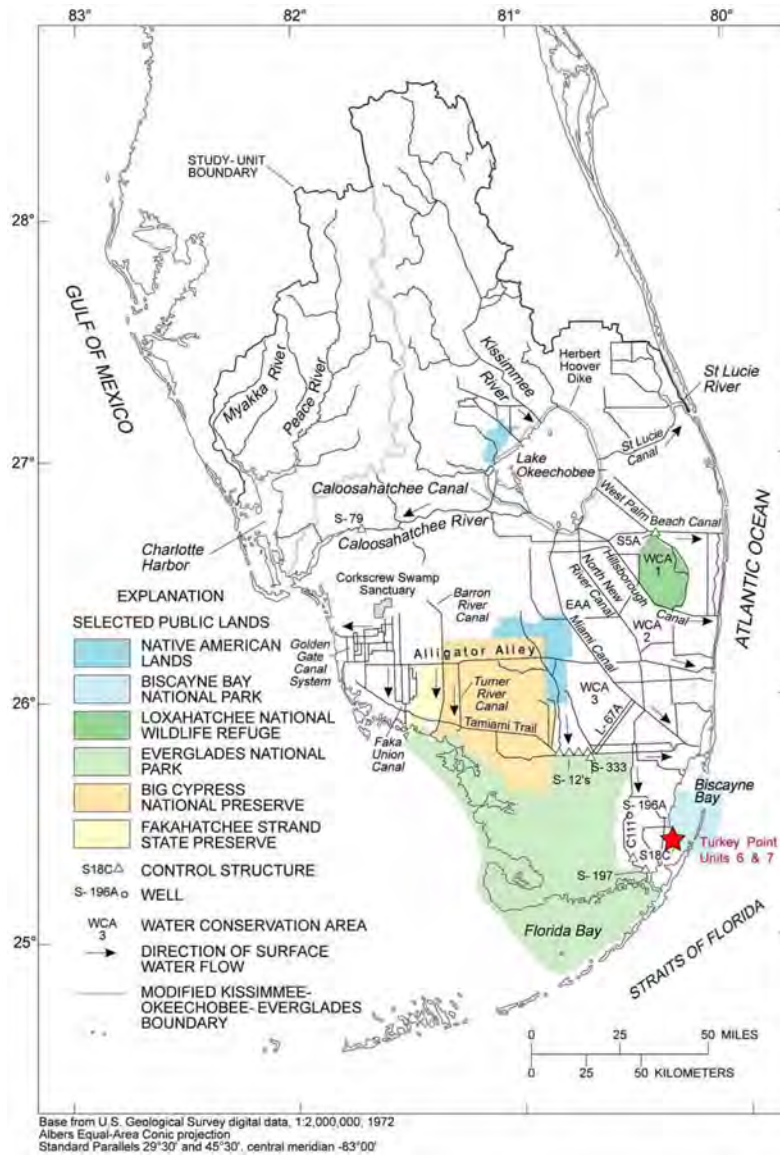 83°
82°
81°
80°
28°
27°
26°
25°
STUDY- UNIT
BOUNDARY
GULF OF MEXICO
Myakka River
Peace River
Kissimmee
River
Herbert
Hoover
Dike
St Lucie
River
St Lucie
Canal
Lake
Okeechobee
Caloosahatchee Canal
S- 79
Caloosahatchee River
Charlotte
Harbor
West Palm
Beach Canal
S5A
WCA
1
Hillsborough
Canal
North New
River Canal
Miami Canal
EAA
WCA
2
ATLANTIC OCEAN
Corkscrew Swamp
Sanctuary
Barron
River
Canal
Golden
Gate
Canal
System
Alligator Alley
Turner
River
Canal
WCA
3
L- 67A
Tamiami Trail
Faka
Union
Canal
S- 333
S- 12's
Biscayne
Bay
S- 196A
C111
S18C
S- 197
Turkey Point
Units 6 & 7
Florida Bay
STRAITS OF FLORIDA
EXPLANATION
SELECTED PUBLIC LANDS
NATIVE AMERICAN
LANDS
BISCAYNE BAY
NATIONAL PARK
LOXAHATCHEE NATIONAL
WILDLIFE REFUGE
EVERGLADES NATIONAL
PARK
BIG CYPRESS
NATIONAL PRESERVE
FAKAHATCHEE STRAND
STATE PRESERVE
S18C△ CONTROL STRUCTURE
S- 196A o WELL
WCA
3
WATER CONSERVATION AREA
DIRECTION OF SURFACE
WATER FLOW
MODIFIED KISSIMMEE-
OKEECHOBEE- EVERGLADES
BOUNDARY
0 25 50 MILES
0 25 50 KILOMETERS
Base from U.S. Geological Survey digital data, 1:2,000,000, 1972
Albers Equal-Area Conic projection
Standard Parallels 29°30' and 45°30', central meridian -83°00'